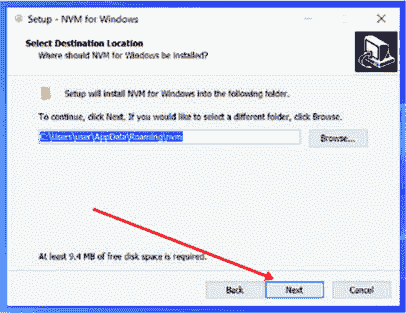 Setup - NVM for Windows
Select Destination Location
Where should NVM for Windows be installed?
Setup will install NVM for Windows into the following folder.
To continue, click Next. If you would like to select a different folder, click Browse.
C:\Users\user\AppData\Roaming\nvm
Browse...
At least 9.4 MB of free disk space is required.
Back
Next
Cancel